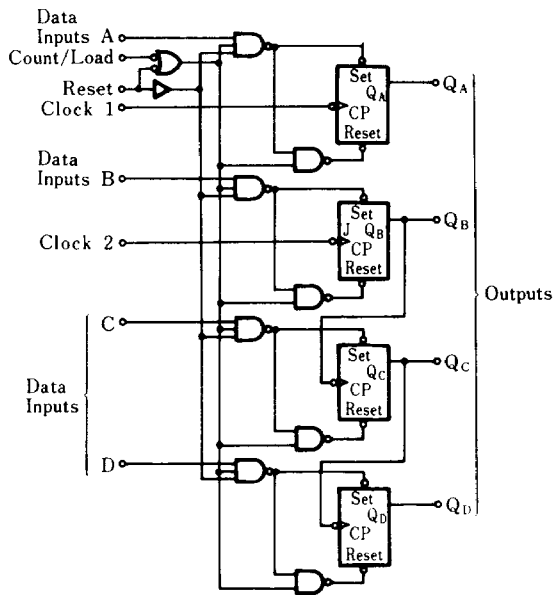 Data
Inputs A
Count/Load
Reset
Clock 1
Set
QA
CP
Reset
QA
Data
Inputs B
Clock 2
Set
J QB
CP
Reset
QB
Outputs
C
Data
Inputs
D
Set
QC
CP
Reset
QC
Set
QD
CP
Reset
QD